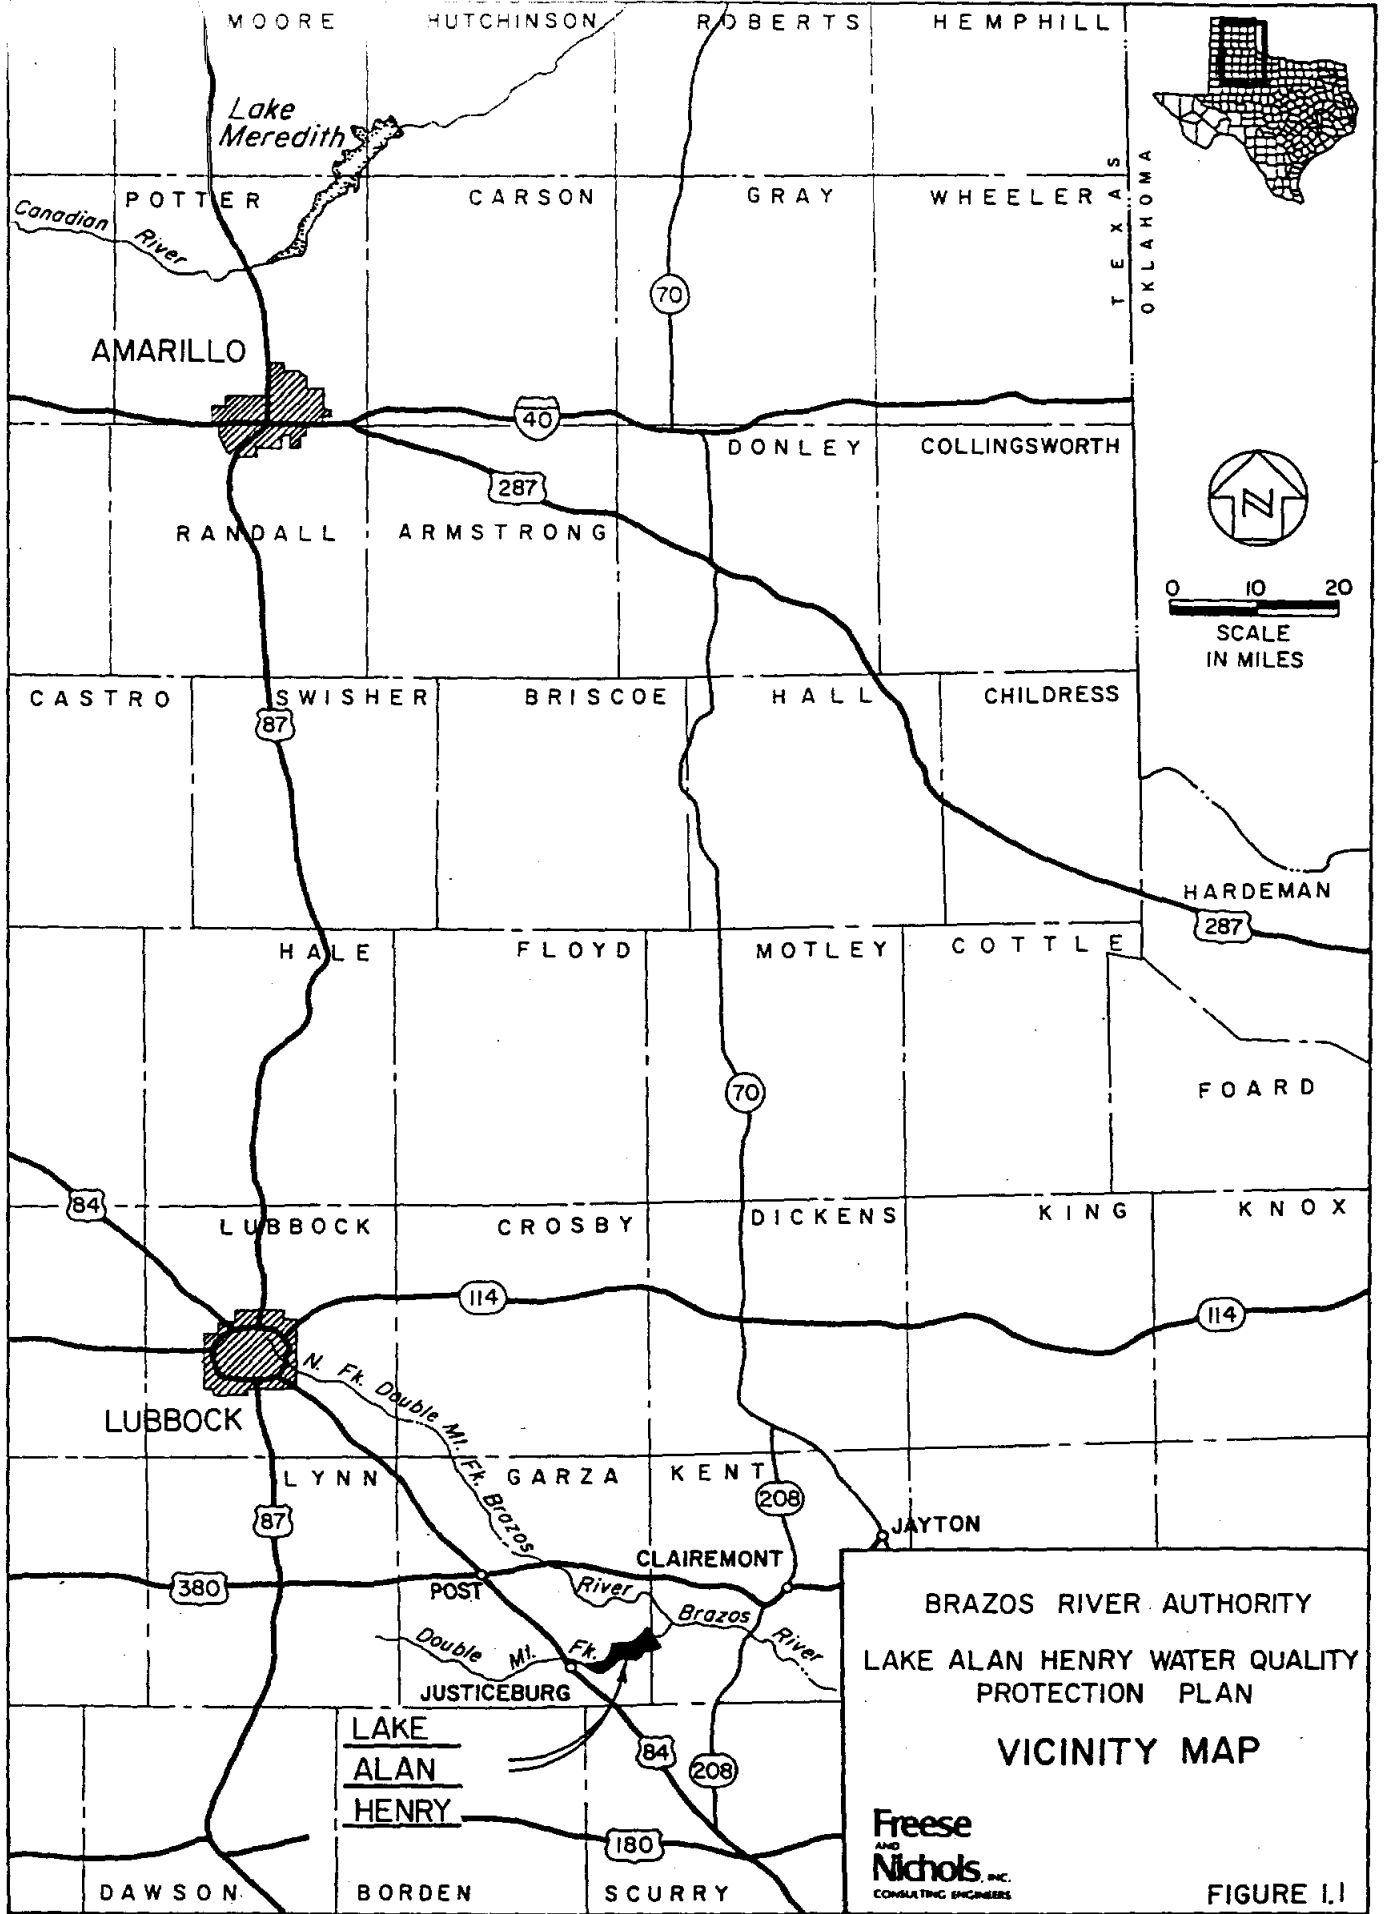 MOORE
HUTCHINSON
ROBERTS
HEMPHILL
Lake
Meredith
POTTER
CARSON
GRAY
WHEELER
TEXAS
OKLAHOMA
Canadian River
70
AMARILLO
40
DONLEY
COLLINGSWORTH
287
RANDALL
ARMSTRONG
N
0 10 20
SCALE
IN MILES
CASTRO
SWISHER
BRISCOE
HALL
CHILDRESS
87
HARDEMAN
287
HALE
FLOYD
MOTLEY
COTTLE
70
FOARD
84
LUBBOCK
CROSBY
DICKENS
KING
KNOX
114
114
N. Fk. Double Mt. Fk. Brazos River
LUBBOCK
LYNN
GARZA
KENT
208
87
JAYTON
CLAIREMONT
380
POST
Brazos River
Double Mt. Fk.
JUSTICEBURG
LAKE
ALAN
HENRY
84
208
180
DAWSON
BORDEN
SCURRY
BRAZOS RIVER AUTHORITY
LAKE ALAN HENRY WATER QUALITY
PROTECTION PLAN
VICINITY MAP
Freese
AND
Nichols, INC.
CONSULTING ENGINEERS
FIGURE 1.1